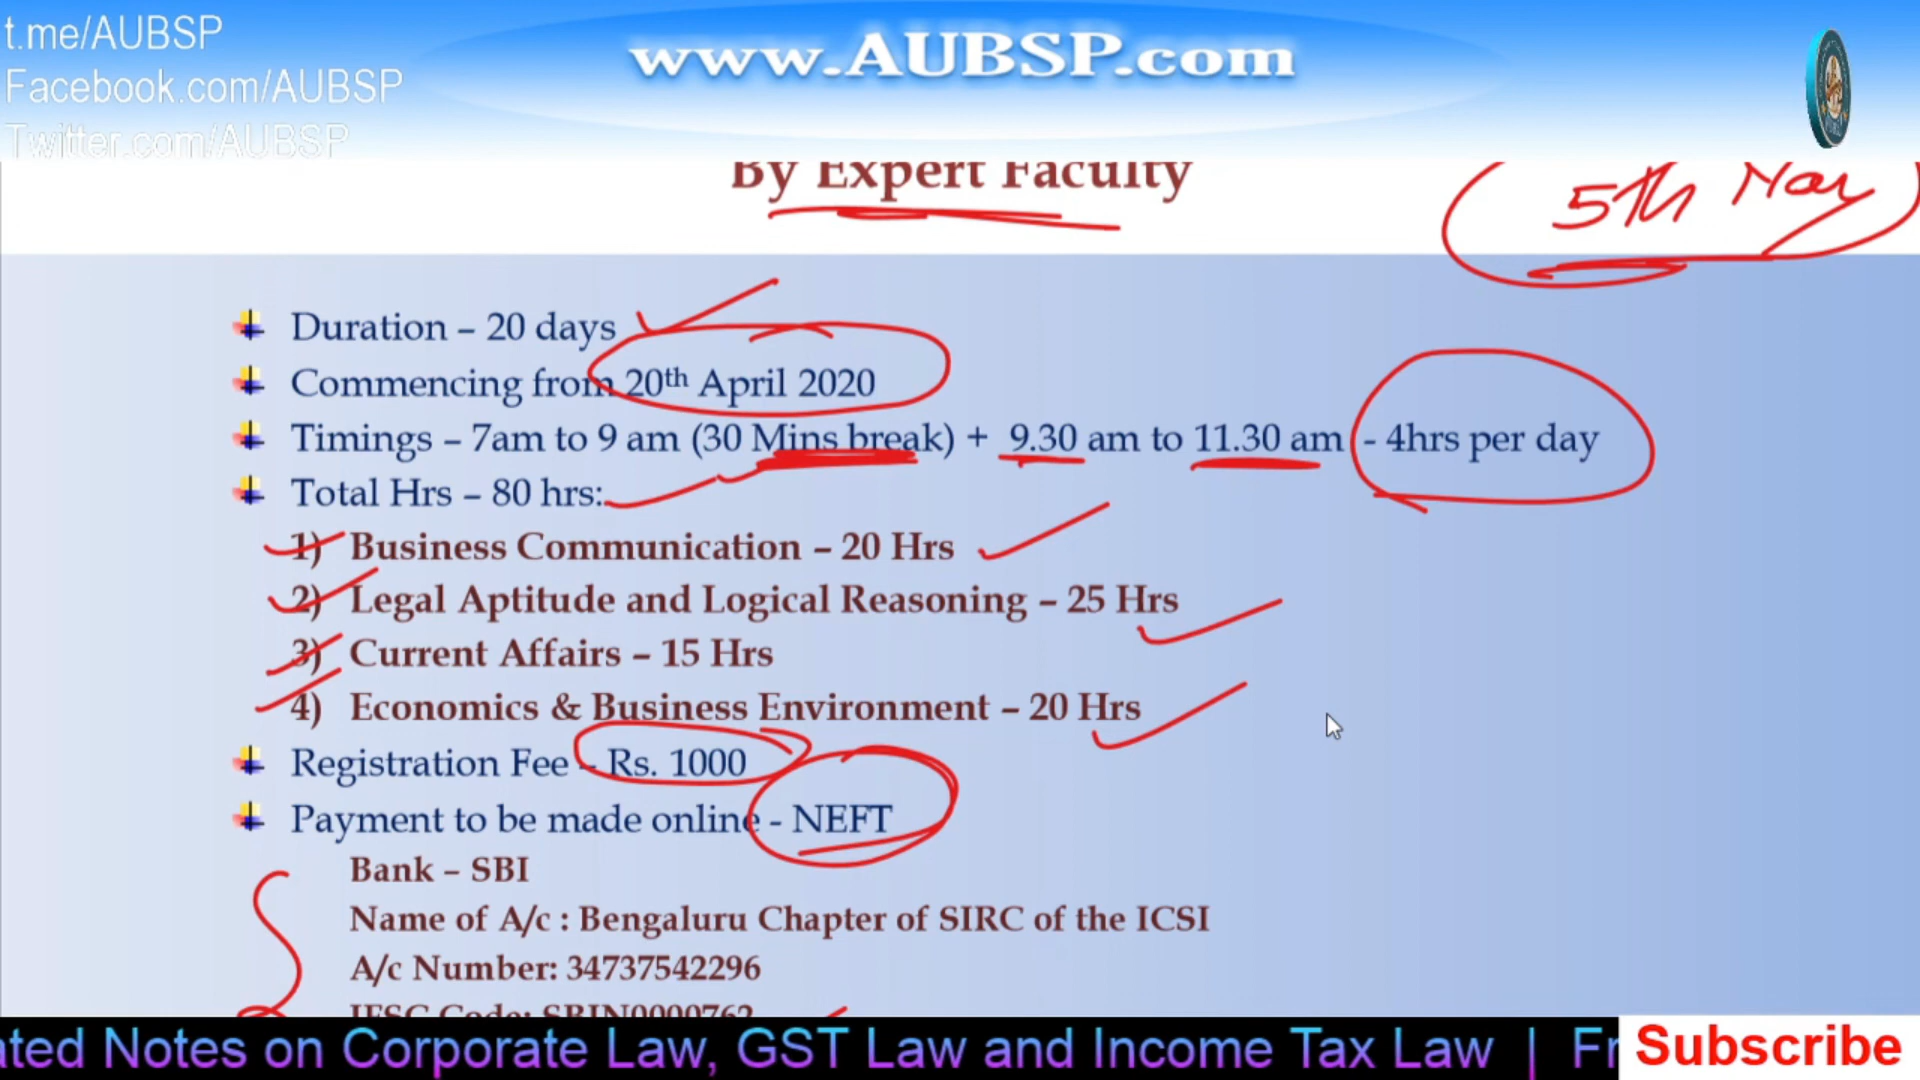 t.me/AUBSP
www.AUBSP.com
Facebook.com/AUBSP
Twitter.com/AUBSP
By Expert Faculty
5th May
Duration – 20 days
Commencing from 20th April 2020
Timings – 7am to 9 am (30 Mins break) + 9.30 am to 11.30 am - 4hrs per day
Total Hrs – 80 hrs:
1) Business Communication – 20 Hrs
2) Legal Aptitude and Logical Reasoning – 25 Hrs
3) Current Affairs – 15 Hrs
4) Economics & Business Environment – 20 Hrs
Registration Fee – Rs. 1000
Payment to be made online - NEFT
Bank – SBI
Name of A/c : Bengaluru Chapter of SIRC of the ICSI
A/c Number: 34737542296
IFSC Code: SBIN0000762
ated Notes on Corporate Law, GST Law and Income Tax Law | Fr
Subscribe